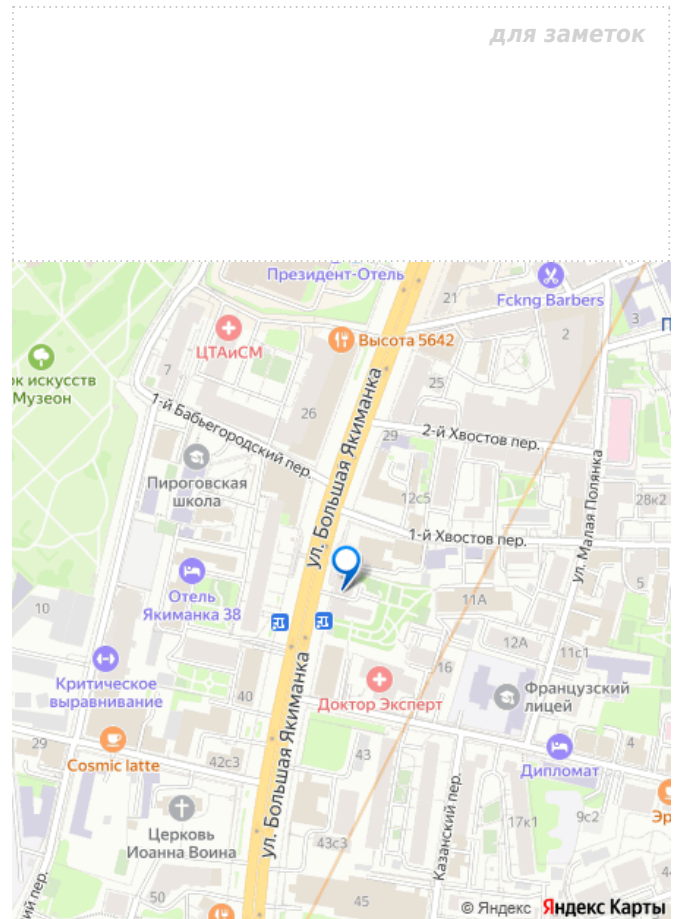 для заметок
Президент-Отель
21
Fckng Barbers
3
2
ЦТАиСМ
Высота 5642
ок искусств
Музеон
7
25
1-й Бабьегородский пер.
26
ул. Большая Якиманка
29
2-й Хвостов пер.
Пироговская
школа
12с5
28к2
1-й Хвостов пер.
ул. Малая Полянка
Отель
Якиманка 38
5
10
11А
12А
11с1
16
Критическое
выравнивание
40
Доктор Эксперт
Французский
лицей
ул. Большая Якиманка
29
Cosmic latte
42с3
43
4
Дипломат
Казанский пер.
17к1
9с2
Эр
Церковь
Иоанна Воина
43с3
4
ий пер.
50
45
© Яндекс Яндекс Карты